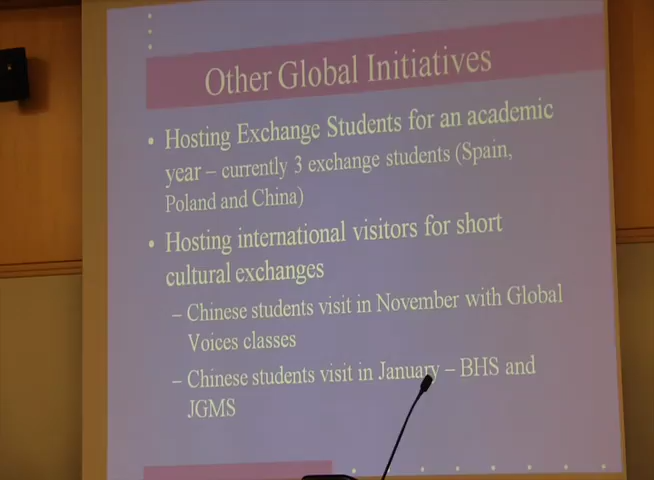 Other Global Initiatives
• Hosting Exchange Students for an academic
year – currently 3 exchange students (Spain,
Poland and China)
• Hosting international visitors for short
cultural exchanges
– Chinese students visit in November with Global
Voices classes
– Chinese students visit in January – BHS and
JGMS